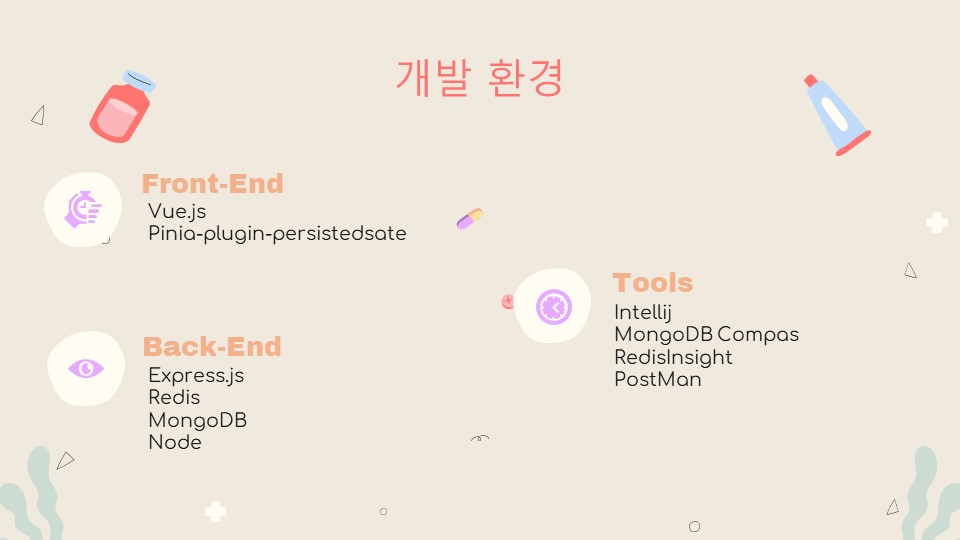 개발 환경
Front-End
Vue.js
Pinia-plugin-persistedsate
Back-End
Express.js
Redis
MongoDB
Node
Tools
Intellij
MongoDB Compas
RedisInsight
PostMan